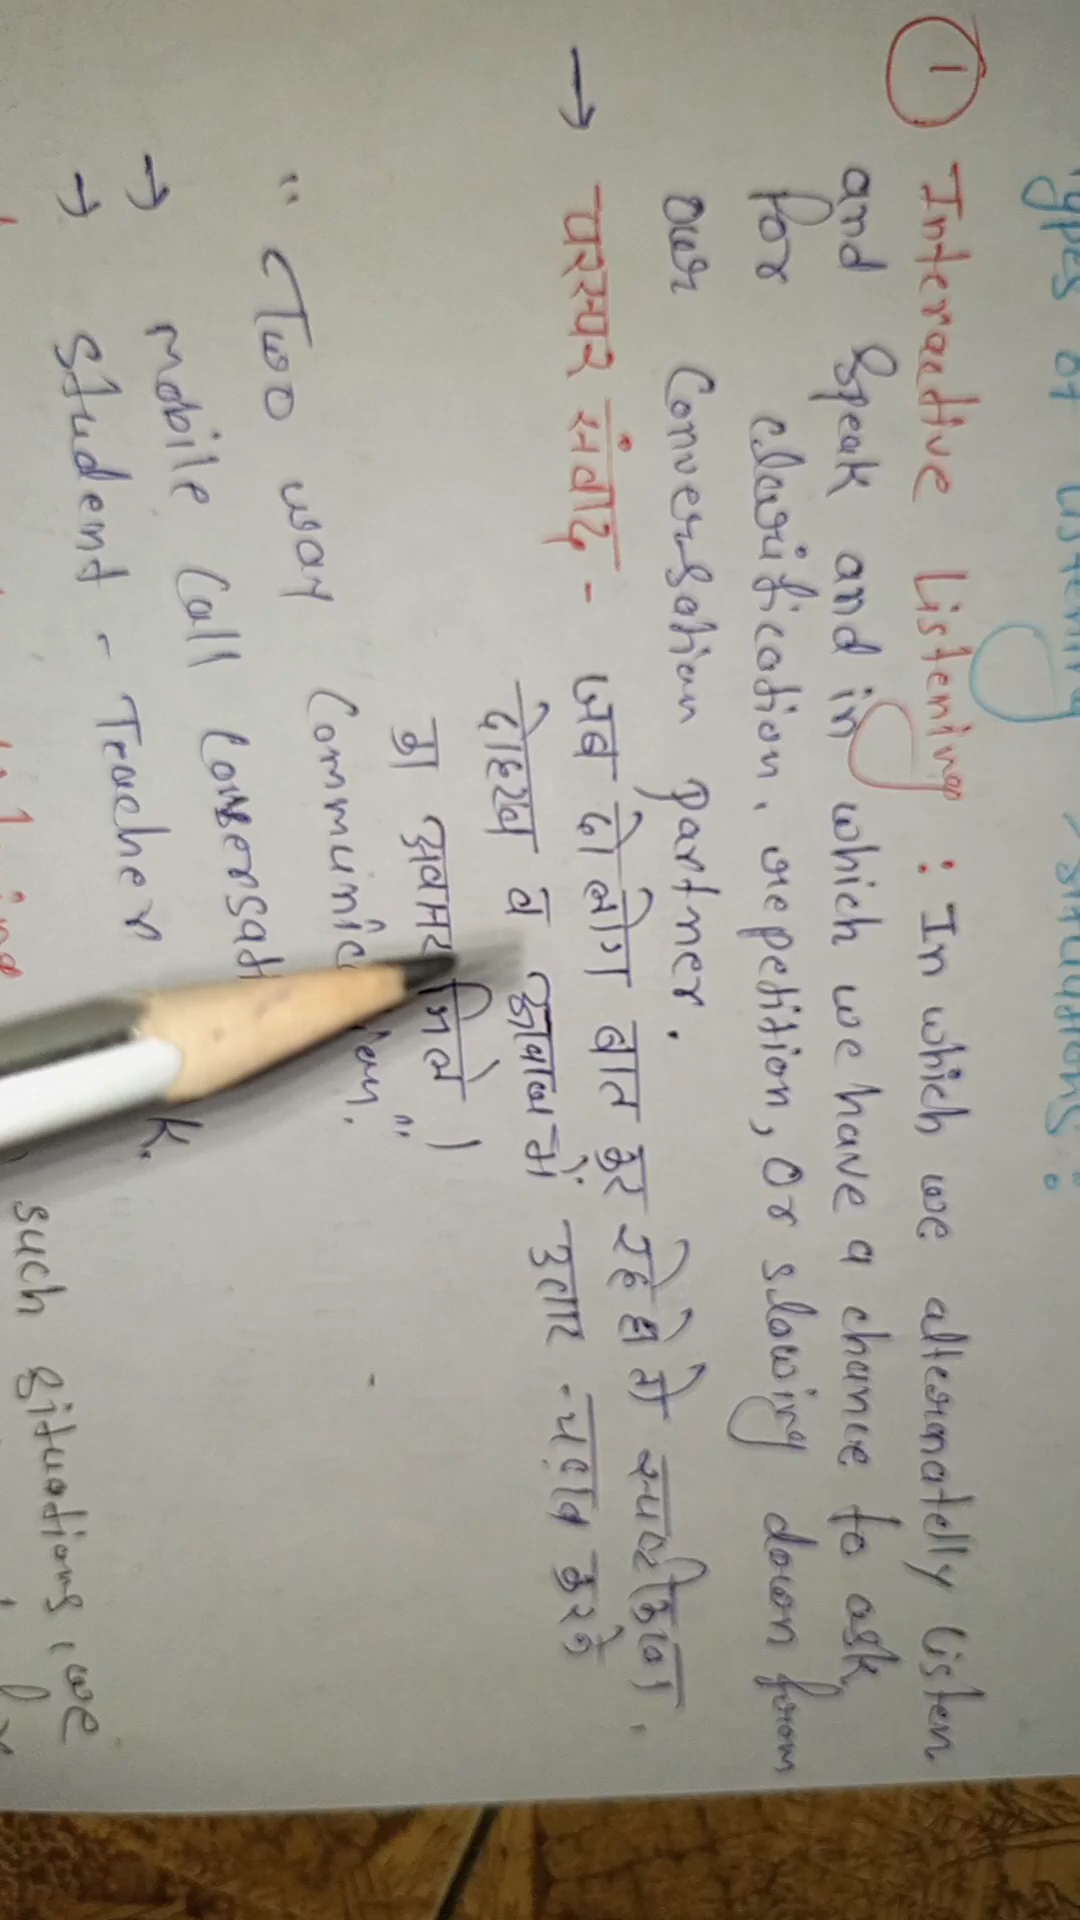 Types of Listening Situations :
① Interactive Listening : In which we alternatelly listen
and speak and in which we have a chance to ask
for clarification, repetition, or slowing down from
our Conversation partner.
→ परस्पर संवाद - जब दो लोग बात कर रहे हो तो स्पष्टीकरण,
दोहराव व आवाज में उतार-चढ़ाव करने
का अवसर मिले।
" Two way Communication. "
→ mobile Call
→ Student - Teacher
such situations, we